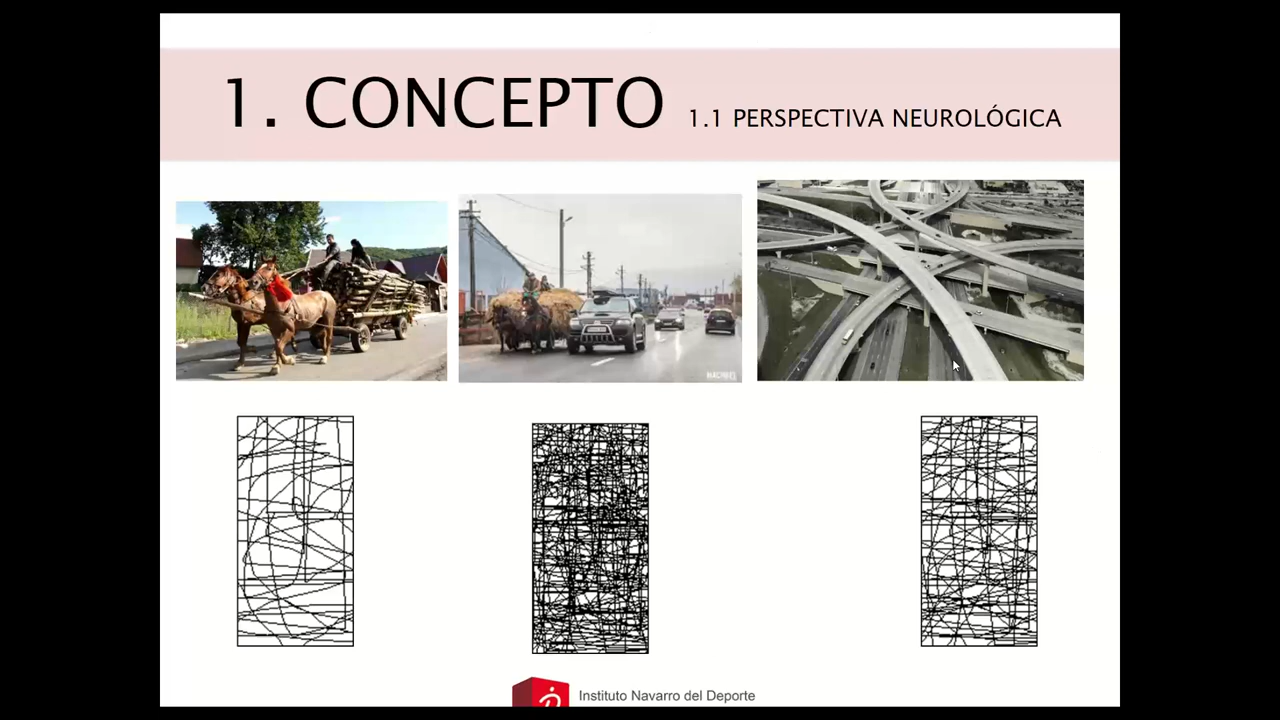 1. CONCEPTO 1.1 PERSPECTIVA NEUROLÓGICA
Instituto Navarro del Deporte